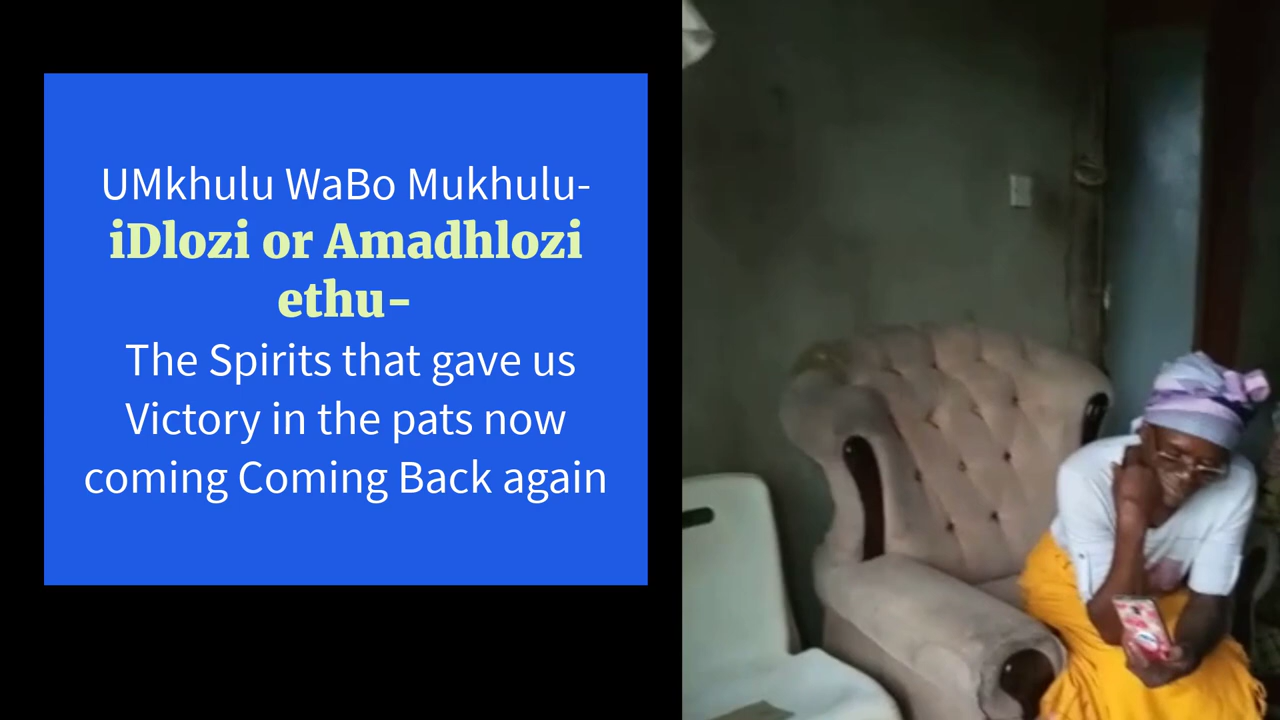 UMkhulu WaBo Mukhulu-
iDlozi or Amadhlozi
ethu-
The Spirits that gave us
Victory in the pats now
coming Coming Back again